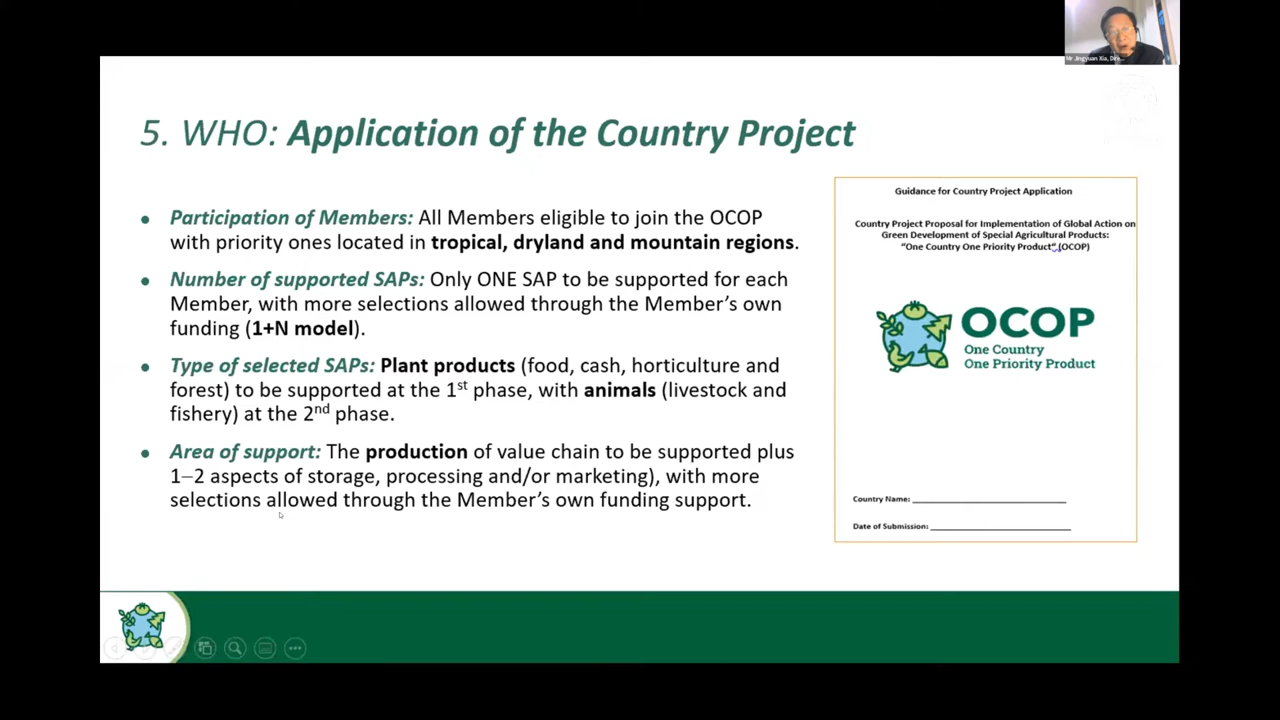 Mr Jingyuan Xia, Dire...
5. WHO: Application of the Country Project
• Participation of Members: All Members eligible to join the OCOP
with priority ones located in tropical, dryland and mountain regions.
• Number of supported SAPs: Only ONE SAP to be supported for each
Member, with more selections allowed through the Member's own
funding (1+N model).
• Type of selected SAPs: Plant products (food, cash, horticulture and
forest) to be supported at the 1st phase, with animals (livestock and
fishery) at the 2nd phase.
• Area of support: The production of value chain to be supported plus
1–2 aspects of storage, processing and/or marketing), with more
selections allowed through the Member's own funding support.
Guidance for Country Project Application
Country Project Proposal for Implementation of Global Action on
Green Development of Special Agricultural Products:
"One Country One Priority Product" (OCOP)
OCOP
One Country
One Priority Product
Country Name:
Date of Submission: